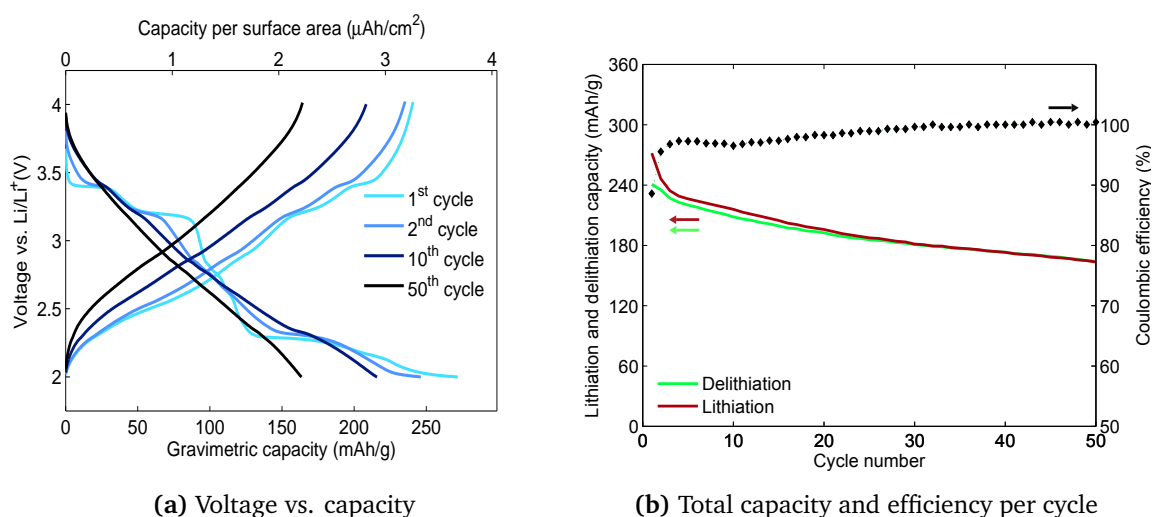 Capacity per surface area (μAh/cm²)
0 1 2 3 4
Voltage vs. Li/Li⁺(V)
4
3.5
3
2.5
2
1ˢᵗ cycle
2ⁿᵈ cycle
10ᵗʰ cycle
50ᵗʰ cycle
0 50 100 150 200 250
Gravimetric capacity (mAh/g)
(a) Voltage vs. capacity
Lithiation and delithiation capacity (mAh/g)
360
300
240
180
120
60
0
100
90
80
70
60
50
Coulombic efficiency (%)
Delithiation
Lithiation
0 10 20 30 40 50
Cycle number
(b) Total capacity and efficiency per cycle